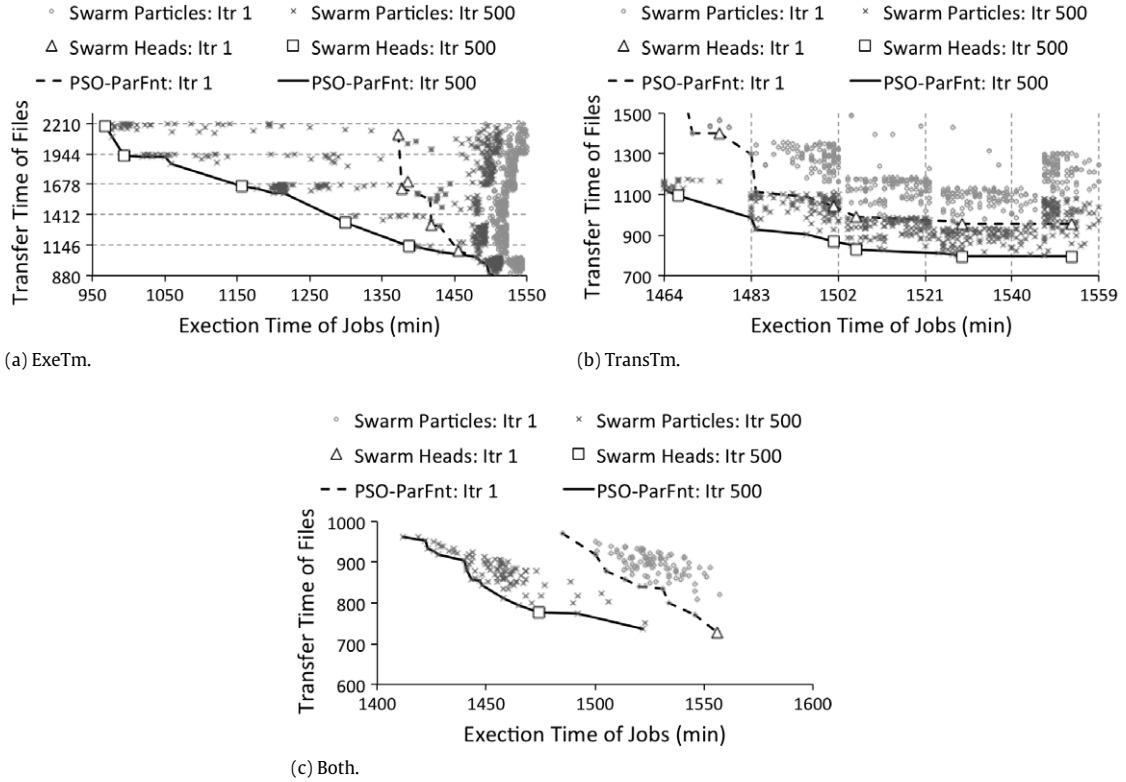 Swarm Particles: Itr 1 Swarm Particles: Itr 500
Swarm Heads: Itr 1 Swarm Heads: Itr 500
PSO-ParFnt: Itr 1 PSO-ParFnt: Itr 500
Transfer Time of Files
2210
1944
1678
1412
1146
880
950 1050 1150 1250 1350 1450 1550
Exection Time of Jobs (min)
(a) ExeTm.
Swarm Particles: Itr 1 Swarm Particles: Itr 500
Swarm Heads: Itr 1 Swarm Heads: Itr 500
PSO-ParFnt: Itr 1 PSO-ParFnt: Itr 500
Transfer Time of Files
1500
1300
1100
900
700
1464 1483 1502 1521 1540 1559
Exection Time of Jobs (min)
(b) TransTm.
Swarm Particles: Itr 1 Swarm Particles: Itr 500
Swarm Heads: Itr 1 Swarm Heads: Itr 500
PSO-ParFnt: Itr 1 PSO-ParFnt: Itr 500
Transfer Time of Files
1000
900
800
700
600
1400 1450 1500 1550 1600
Exection Time of Jobs (min)
(c) Both.